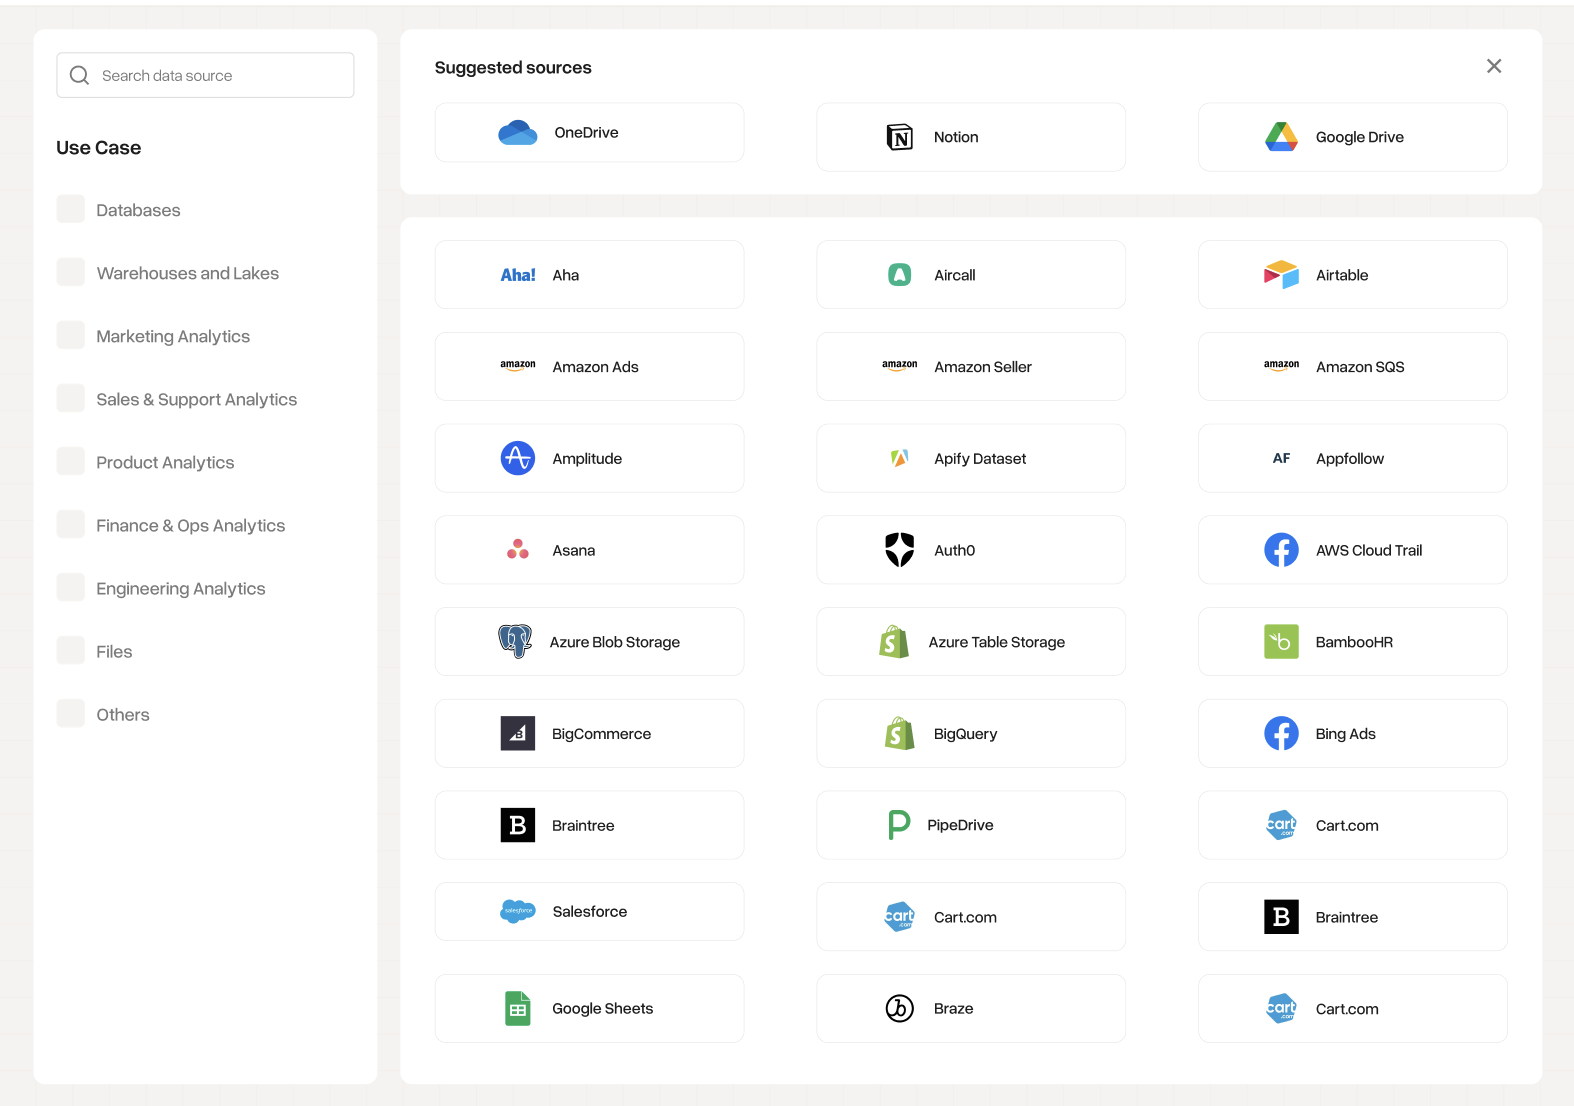 Search data source
Use Case
Databases
Warehouses and Lakes
Marketing Analytics
Sales & Support Analytics
Product Analytics
Finance & Ops Analytics
Engineering Analytics
Files
Others
Suggested sources
OneDrive
N Notion
Google Drive
Aha! Aha
Aircall
Airtable
amazon Amazon Ads
amazon Amazon Seller
amazon Amazon SQS
Amplitude
Apify Dataset
AF Appfollow
Asana
Auth0
AWS Cloud Trail
Azure Blob Storage
S Azure Table Storage
b BambooHR
B BigCommerce
S BigQuery
Bing Ads
B Braintree
PipeDrive
cart.com Cart.com
salesforce Salesforce
cart.com Cart.com
B Braintree
Google Sheets
b Braze
cart.com Cart.com